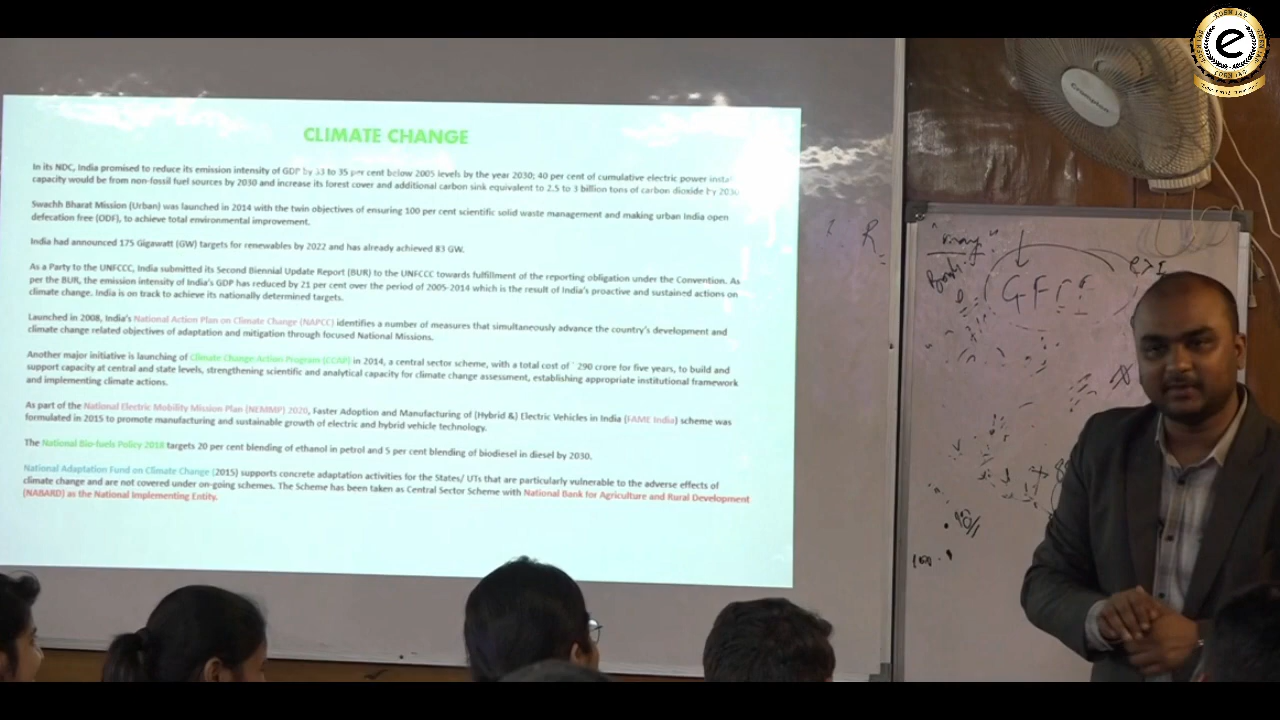 CLIMATE CHANGE
In its NDC, India promised to reduce its emission intensity of GDP by 33 to 35 per cent below 2005 levels by the year 2030; 40 per cent of cumulative electric power
capacity would be from non-fossil fuel sources by 2030 and increase its forest cover and additional carbon sink equivalent to 2.5 to 3 billion tons of carbon dioxide by 2030
Swachh Bharat Mission (Urban) was launched in 2014 with the twin objectives of ensuring 100 per cent scientific solid waste management and making urban India open
defecation free (ODF), to achieve total environmental improvement.
India had announced 175 Gigawatt (GW) targets for renewables by 2022 and has already achieved 83 GW.
As a Party to the UNFCCC, India submitted its Second Biennial Update Report (BUR) to the UNFCCC towards fulfillment of the reporting obligation under the Convention. As
per the BUR, the emission intensity of India's GDP has reduced by 21 per cent over the period of 2005-2014 which is the result of India's proactive and sustained actions on
climate change. India is on track to achieve its nationally determined targets.
Launched in 2008, India's National Action Plan on Climate Change (NAPCC) identifies a number of measures that simultaneously advance the country's development and
climate change related objectives of adaptation and mitigation through focused National Missions.
Another major initiative is launching of Climate Change Action Program (CCAP) in 2014, a central sector scheme, with a total cost of ` 290 crore for five years, to build and
support capacity at central and state levels, strengthening scientific and analytical capacity for climate change assessment, establishing appropriate institutional framework
and implementing climate actions.
As part of the National Electric Mobility Mission Plan (NEMMP) 2020, Faster Adoption and Manufacturing of (Hybrid &) Electric Vehicles in India (FAME India) scheme was
formulated in 2015 to promote manufacturing and sustainable growth of electric and hybrid vehicle technology.
The National Bio-fuels Policy 2018 targets 20 per cent blending of ethanol in petrol and 5 per cent blending of biodiesel in diesel by 2030.
National Adaptation Fund on Climate Change (2015) supports concrete adaptation activities for the States/ UTs that are particularly vulnerable to the adverse effects of
climate change and are not covered under on-going schemes. The Scheme has been taken as Central Sector Scheme with National Bank for Agriculture and Rural Development
(NABARD) as the National Implementing Entity.
Crompton
e
EDEN IAS